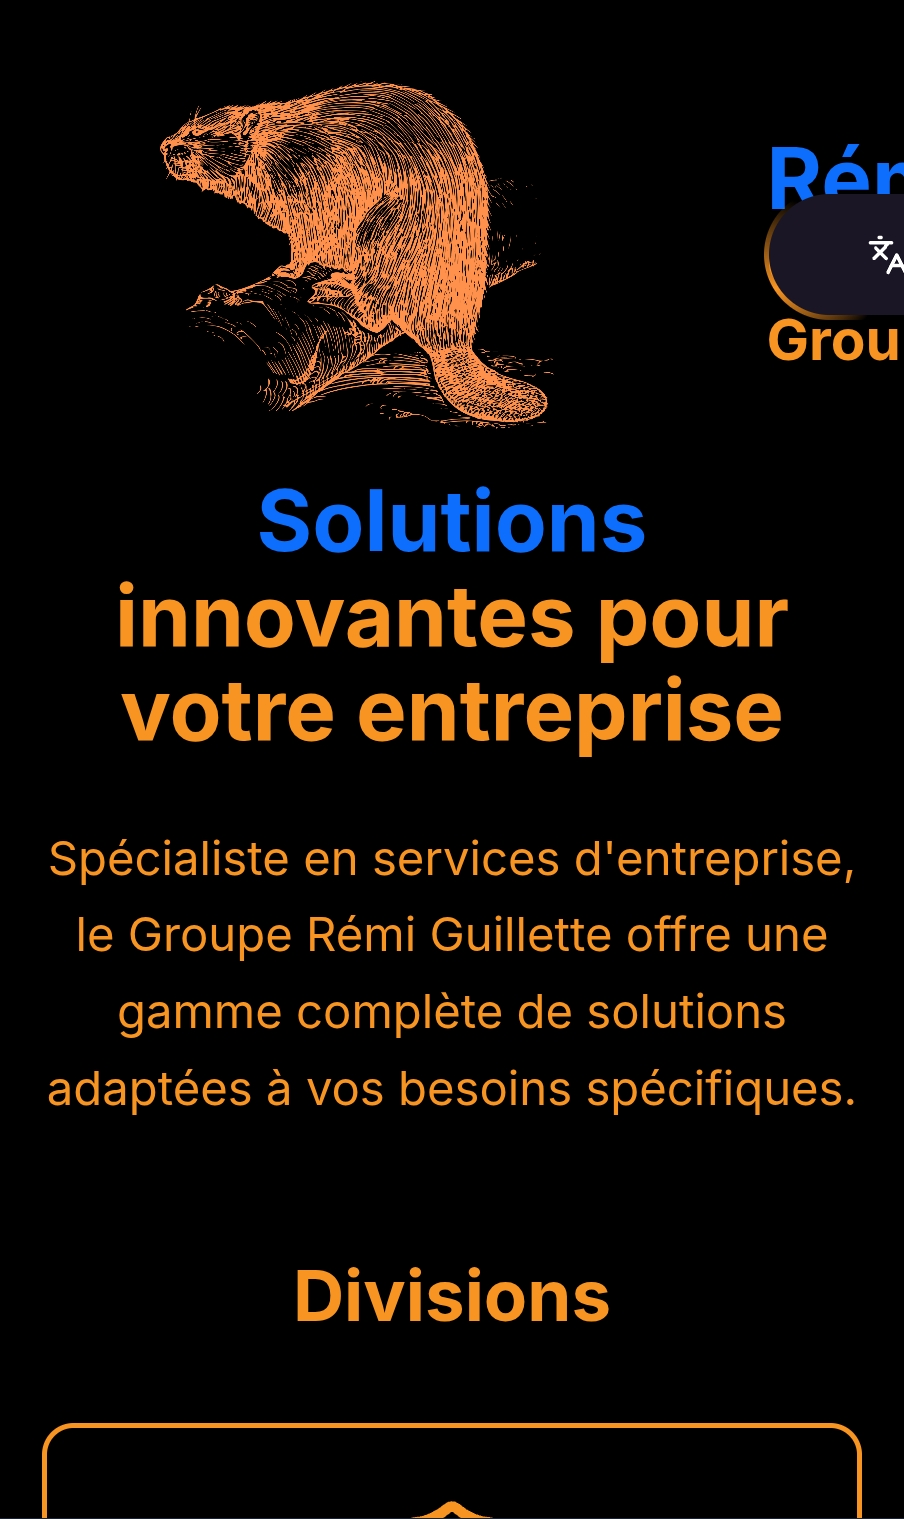 Solutions
innovantes pour
votre entreprise
Spécialiste en services d'entreprise,
le Groupe Rémi Guillette offre une
gamme complète de solutions
adaptées à vos besoins spécifiques.
Divisions